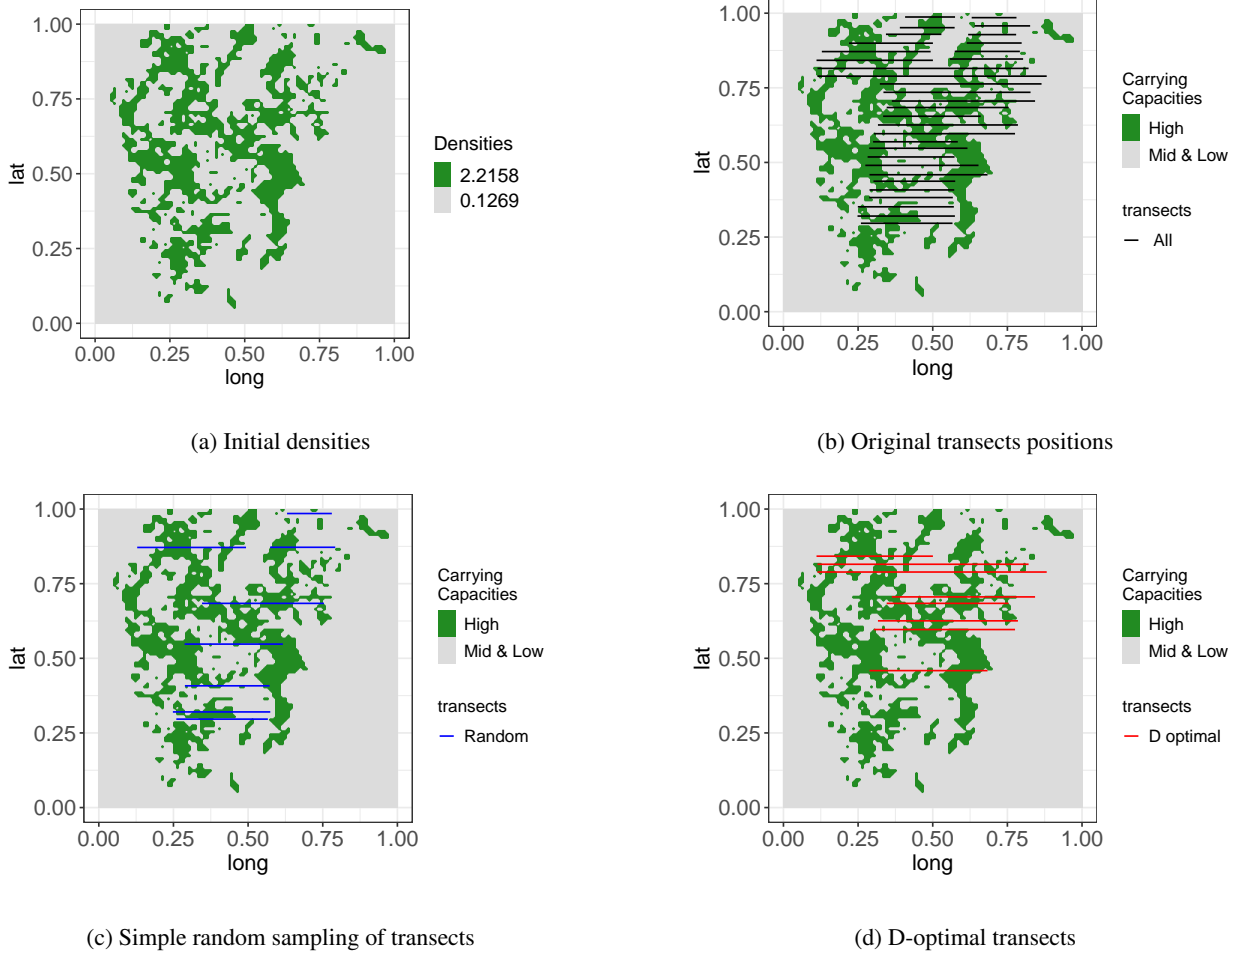 1.00
0.75
0.50
0.25
0.00
lat
0.00 0.25 0.50 0.75 1.00
long
Densities
2.2158
0.1269
(a) Initial densities
1.00
0.75
0.50
0.25
0.00
lat
0.00 0.25 0.50 0.75 1.00
long
Carrying
Capacities
High
Mid & Low
transects
All
(b) Original transects positions
1.00
0.75
0.50
0.25
0.00
lat
0.00 0.25 0.50 0.75 1.00
long
Carrying
Capacities
High
Mid & Low
transects
Random
(c) Simple random sampling of transects
1.00
0.75
0.50
0.25
0.00
lat
0.00 0.25 0.50 0.75 1.00
long
Carrying
Capacities
High
Mid & Low
transects
D optimal
(d) D-optimal transects